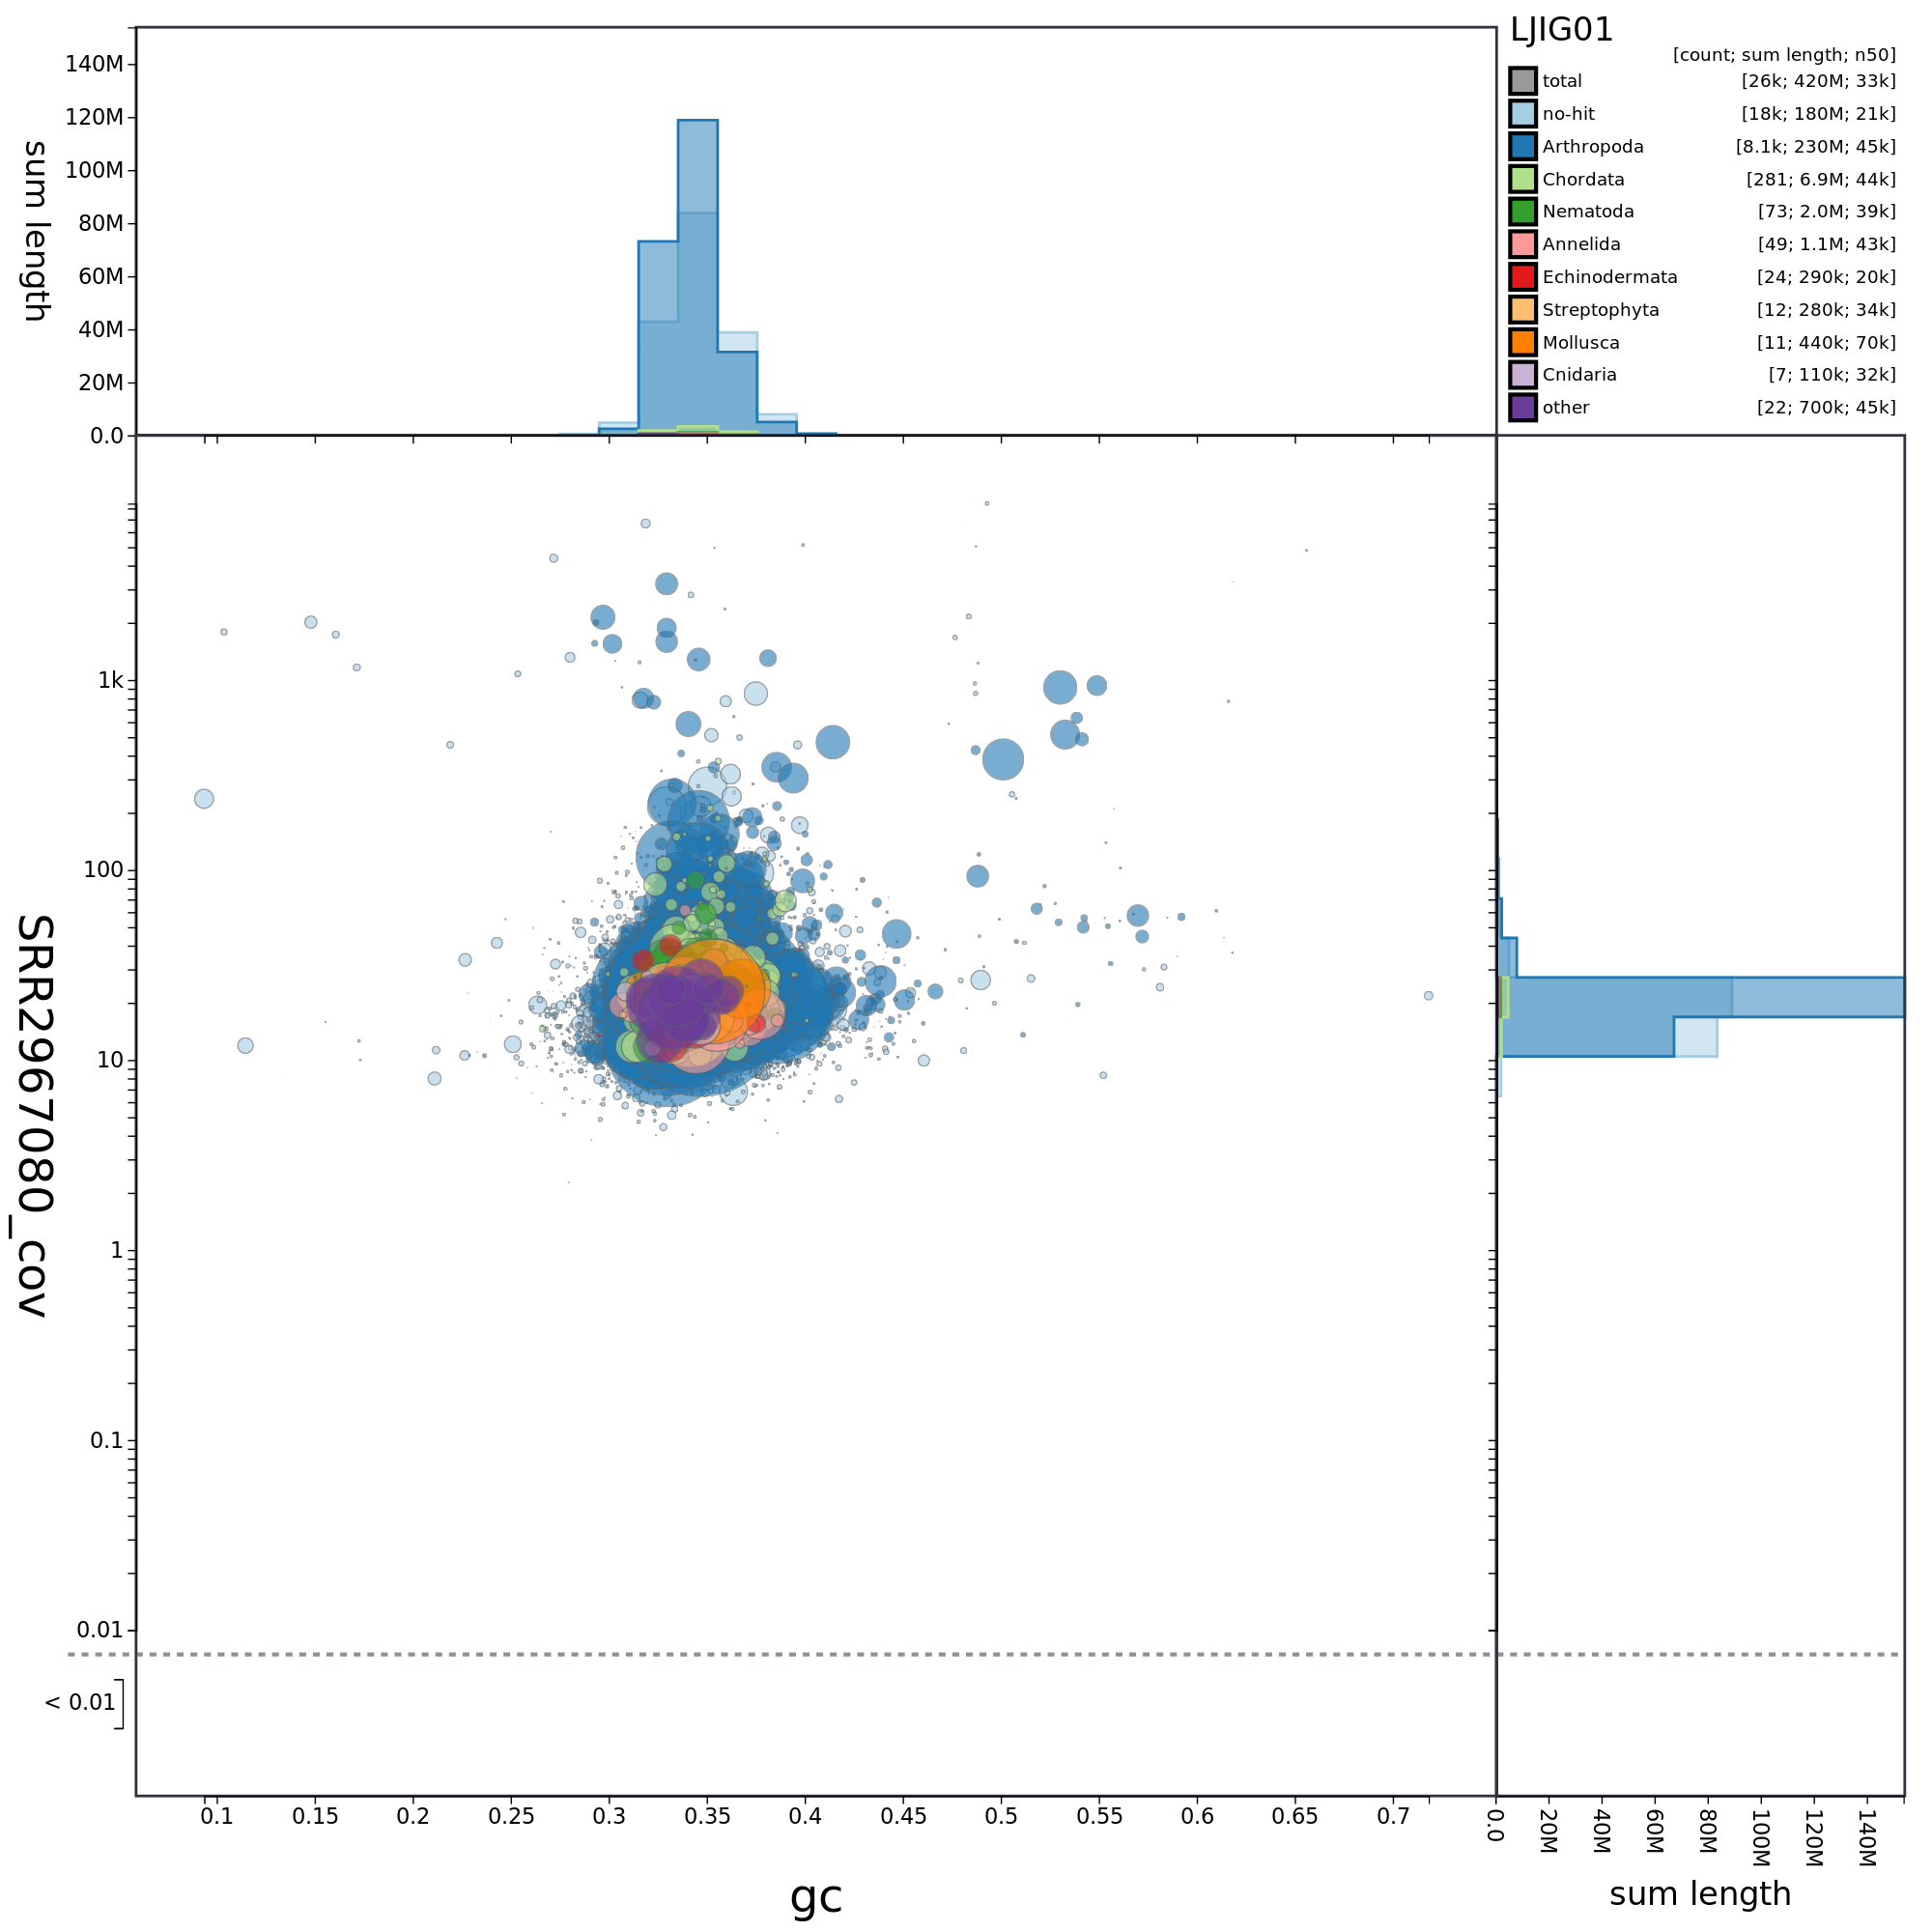 LJIG01
[count; sum length; n50]
total [26k; 420M; 33k]
no-hit [18k; 180M; 21k]
Arthropoda [8.1k; 230M; 45k]
Chordata [281; 6.9M; 44k]
Nematoda [73; 2.0M; 39k]
Annelida [49; 1.1M; 43k]
Echinodermata [24; 290k; 20k]
Streptophyta [12; 280k; 34k]
Mollusca [11; 440k; 70k]
Cnidaria [7; 110k; 32k]
other [22; 700k; 45k]
sum length
140M
120M
100M
80M
60M
40M
20M
0.0
SRR2967080_cov
1k
100
10
1
0.1
0.01
< 0.01
0.1 0.15 0.2 0.25 0.3 0.35 0.4 0.45 0.5 0.55 0.6 0.65 0.7
gc
0.0 20M 40M 60M 80M 100M 120M 140M
sum length